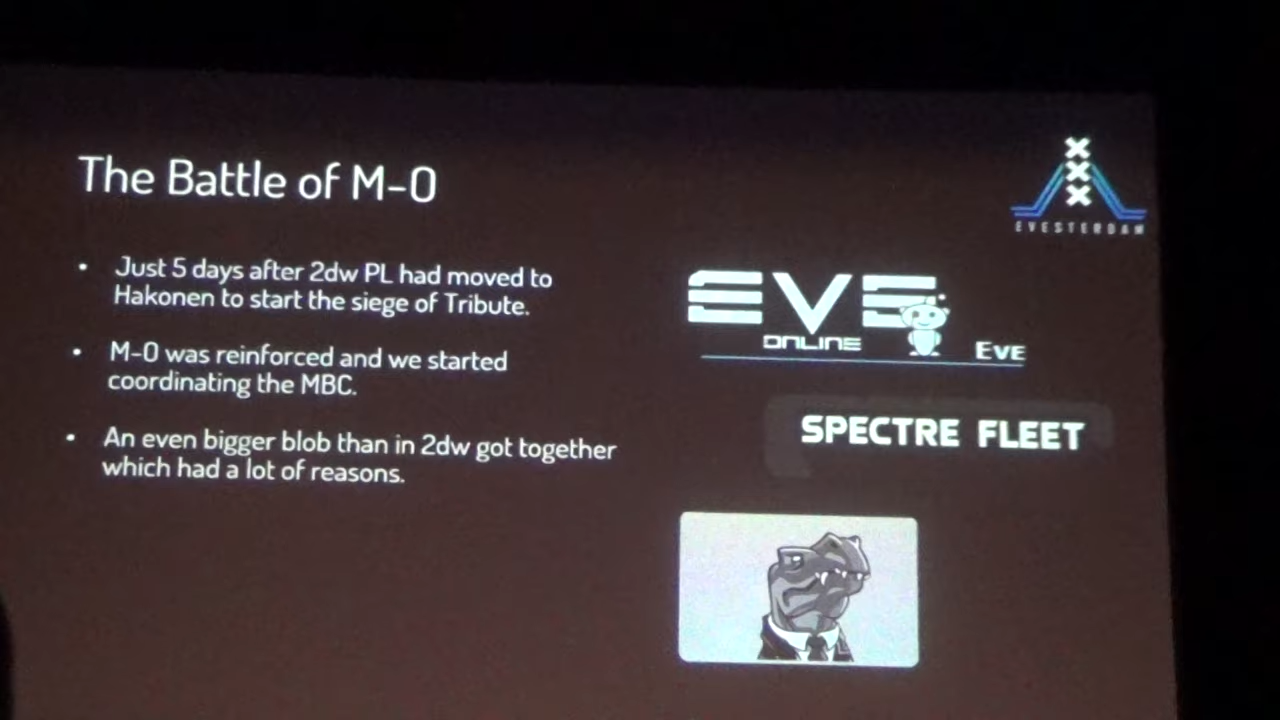 The Battle of M-0
XXX
EVESTERDAM
• Just 5 days after 2dw PL had moved to
Hakonen to start the siege of Tribute.
• M-0 was reinforced and we started
coordinating the MBC.
• An even bigger blob than in 2dw got together
which had a lot of reasons.
EVE
ONLINE
EVE
SPECTRE FLEET